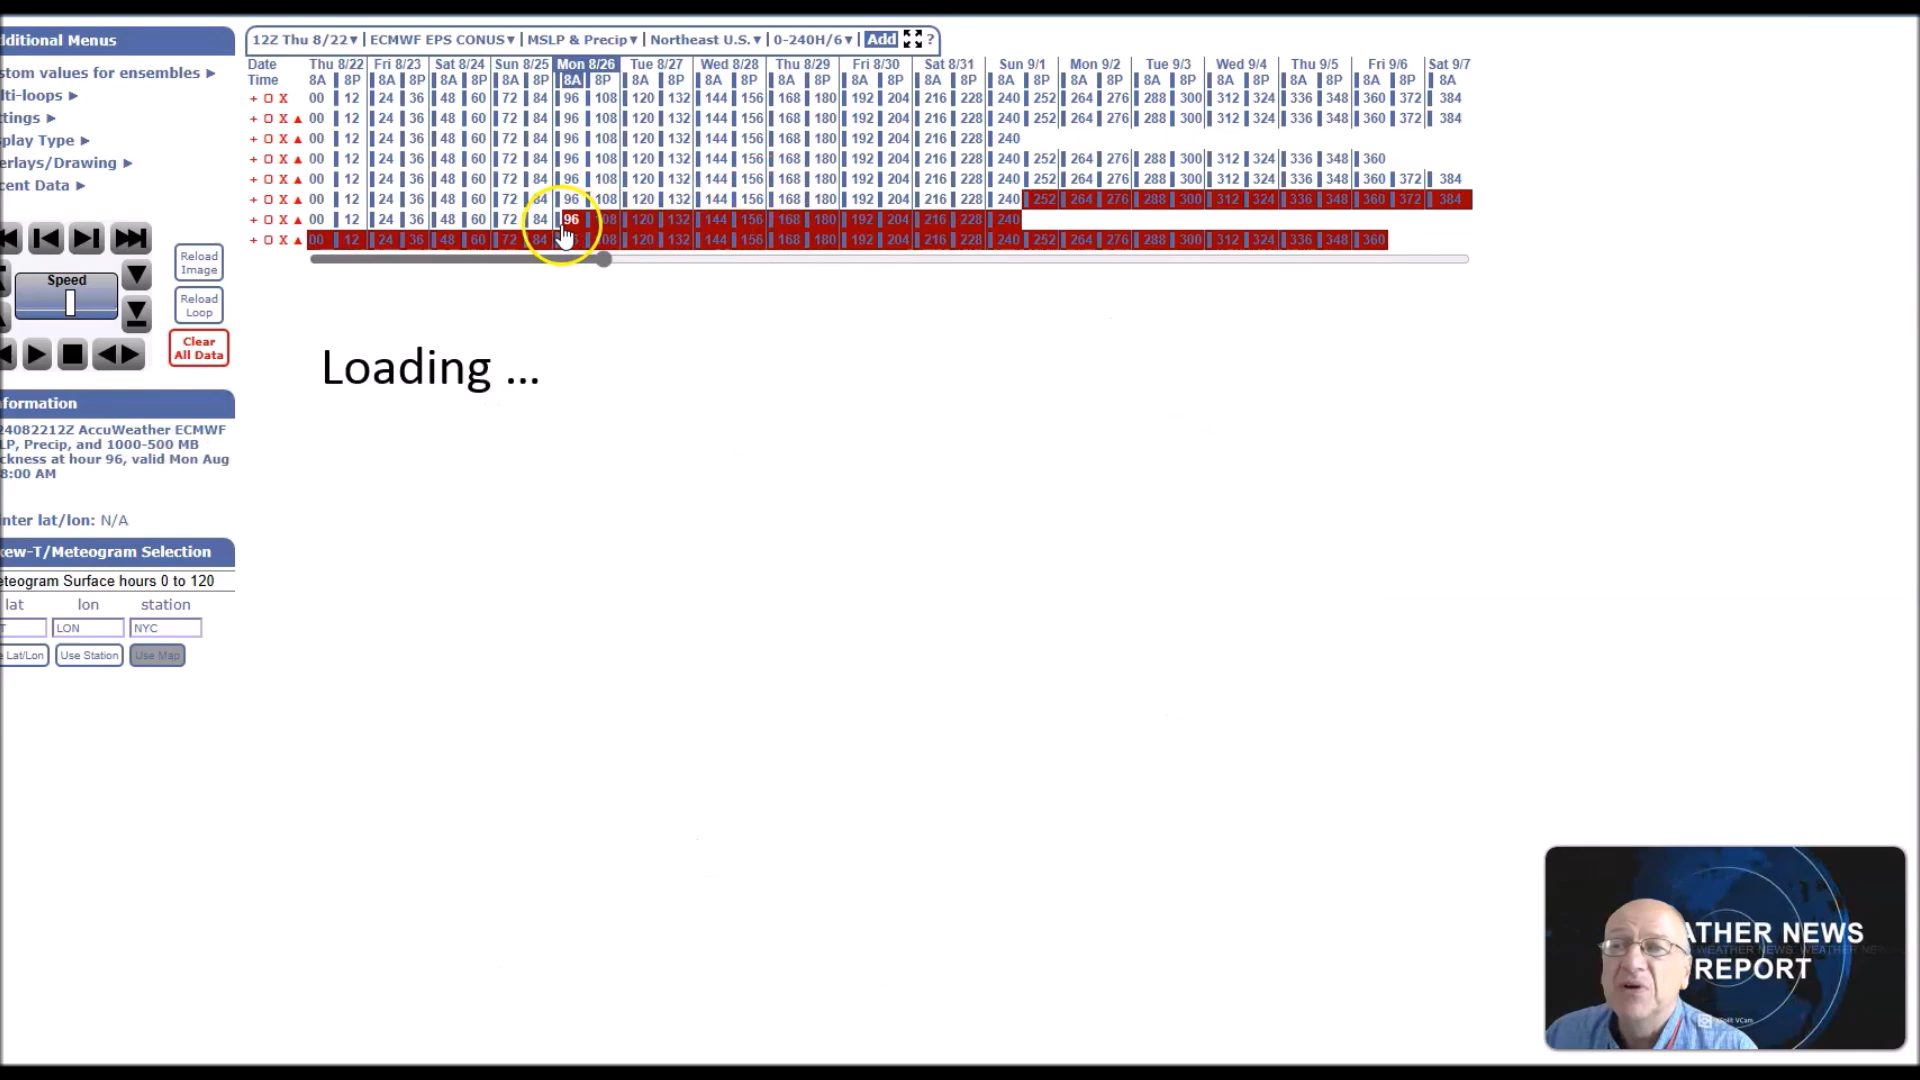 dditional Menus
stom values for ensembles ▶
lti-loops ▶
tings ▶
play Type ▶
erlays/Drawing ▶
cent Data ▶
Speed
Reload
Image
Reload
Loop
Clear
All Data
formation
24082212Z AccuWeather ECMWF
LP, Precip, and 1000-500 MB
ckness at hour 96, valid Mon Aug
8:00 AM
nter lat/lon: N/A
kew-T/Meteogram Selection
eteogram Surface hours 0 to 120
lat lon station
T LON NYC
e Lat/Lon Use Station Use Map
12Z Thu 8/22▼ | ECMWF EPS CONUS▼ | MSLP & Precip▼ | Northeast U.S.▼ | 0-240H/6▼ | Add ?
Date Thu 8/22 Fri 8/23 Sat 8/24 Sun 8/25 Mon 8/26 Tue 8/27 Wed 8/28 Thu 8/29 Fri 8/30 Sat 8/31 Sun 9/1 Mon 9/2 Tue 9/3 Wed 9/4 Thu 9/5 Fri 9/6 Sat 9/7
Time 8A 8P 8A 8P 8A 8P 8A 8P 8A 8P 8A 8P 8A 8P 8A 8P 8A 8P 8A 8P 8A 8P 8A 8P 8A 8P 8A 8P 8A 8P 8A 8P 8A
+ O X 00 12 24 36 48 60 72 84 96 108 120 132 144 156 168 180 192 204 216 228 240 252 264 276 288 300 312 324 336 348 360 372 384
+ O X ▲ 00 12 24 36 48 60 72 84 96 108 120 132 144 156 168 180 192 204 216 228 240 252 264 276 288 300 312 324 336 348 360 372 384
+ O X ▲ 00 12 24 36 48 60 72 84 96 108 120 132 144 156 168 180 192 204 216 228 240
+ O X ▲ 00 12 24 36 48 60 72 84 96 108 120 132 144 156 168 180 192 204 216 228 240 252 264 276 288 300 312 324 336 348 360
+ O X ▲ 00 12 24 36 48 60 72 84 96 108 120 132 144 156 168 180 192 204 216 228 240 252 264 276 288 300 312 324 336 348 360 372 384
+ O X ▲ 00 12 24 36 48 60 72 84 96 108 120 132 144 156 168 180 192 204 216 228 240 252 264 276 288 300 312 324 336 348 360 372 384
+ O X ▲ 00 12 24 36 48 60 72 84 96 108 120 132 144 156 168 180 192 204 216 228 240
+ O X ▲ 00 12 24 36 48 60 72 84 108 120 132 144 156 168 180 192 204 216 228 240 252 264 276 288 300 312 324 336 348 360
Loading ...
ATHER NEWS
WEATHER NEWS WEATHER NE
REPORT
XSplit VCam